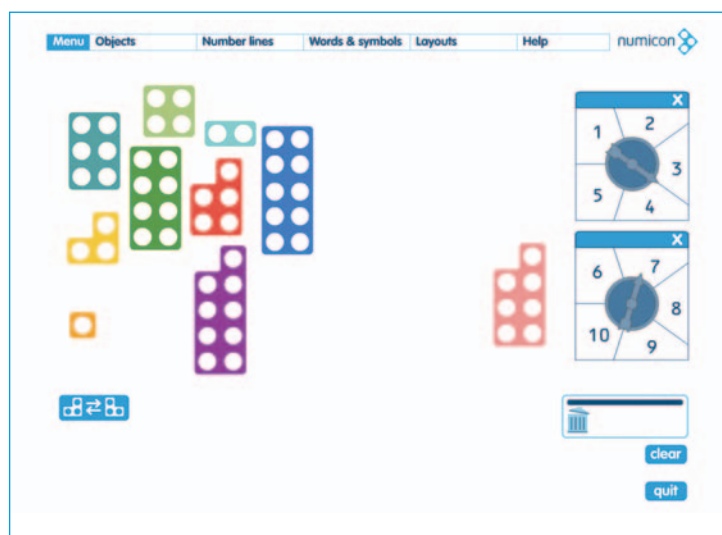 Menu Objects Number lines Words & symbols Layouts Help numicon
X
1 2 3 4 5
X
6 7 8 9 10
clear
quit